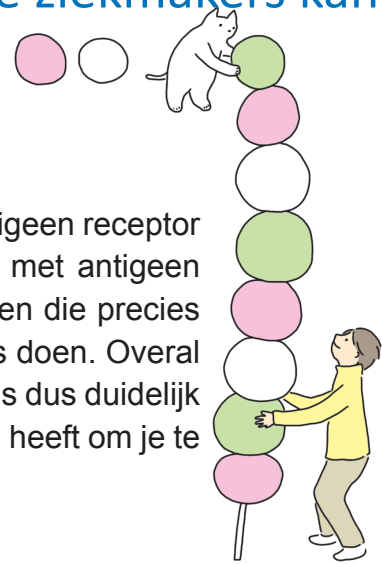 e ziekmakers kan
igeen receptor
met antigeen
en die precies
s doen. Overal
s dus duidelijk
heeft om je te